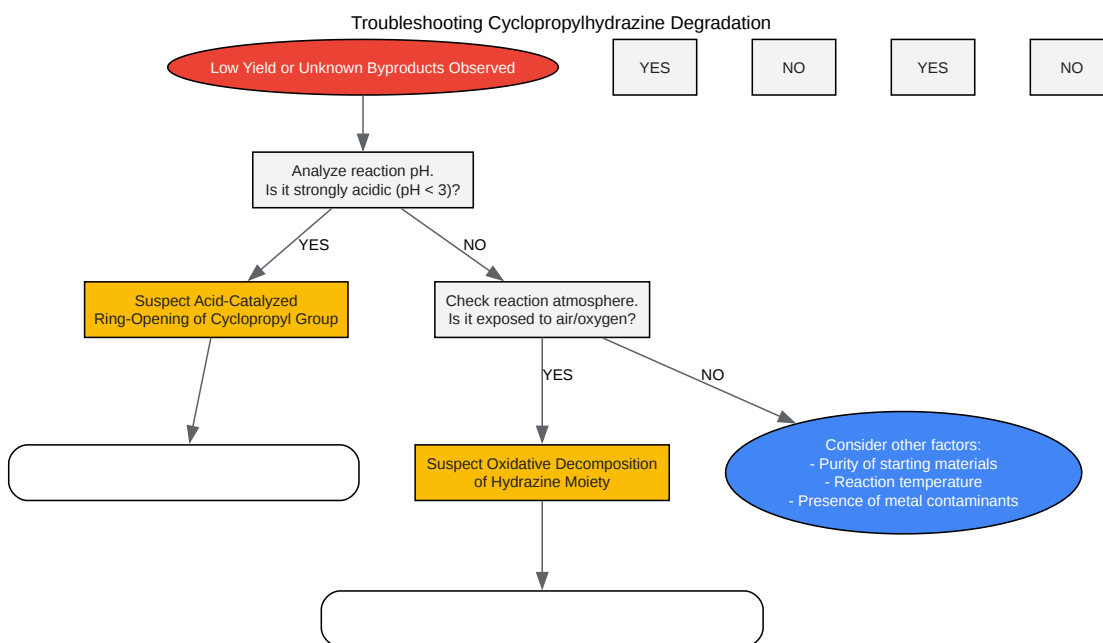 Troubleshooting Cyclopropylhydrazine Degradation
Low Yield or Unknown Byproducts Observed
YES
NO
YES
NO
Analyze reaction pH.
Is it strongly acidic (pH < 3)?
YES
NO
Suspect Acid-Catalyzed
Ring-Opening of Cyclopropyl Group
Check reaction atmosphere.
Is it exposed to air/oxygen?
YES
NO
Suspect Oxidative Decomposition
of Hydrazine Moiety
Consider other factors:
- Purity of starting materials
- Reaction temperature
- Presence of metal contaminants